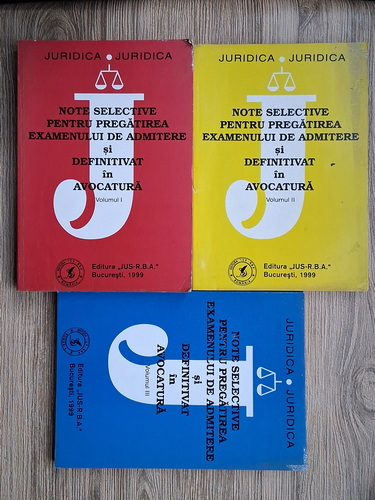 JURIDICA • JURIDICA
J
NOTE SELECTIVE
PENTRU PREGĂTIREA
EXAMENULUI DE ADMITERE
și
DEFINITIVAT
în
AVOCATURĂ
Volumul I
Editura „JUS-R.B.A."
București, 1999
JURIDICA • JURIDICA
J
NOTE SELECTIVE
PENTRU PREGĂTIREA
EXAMENULUI DE ADMITERE
și
DEFINITIVAT
în
AVOCATURĂ
Volumul II
Editura „JUS-R.B.A."
București, 1999
JURIDICA • JURIDICA
J
NOTE SELECTIVE
PENTRU PREGĂTIREA
EXAMENULUI DE ADMITERE
și
DEFINITIVAT
în
AVOCATURĂ
Volumul III
Editura „JUS-R.B.A."
București, 1999